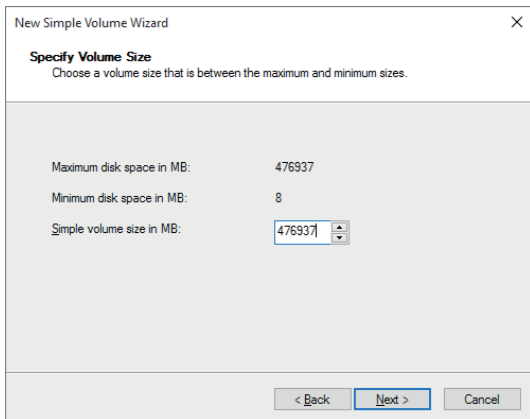 New Simple Volume Wizard
Specify Volume Size
Choose a volume size that is between the maximum and minimum sizes.
Maximum disk space in MB: 476937
Minimum disk space in MB: 8
Simple volume size in MB: 476937
< Back Next > Cancel